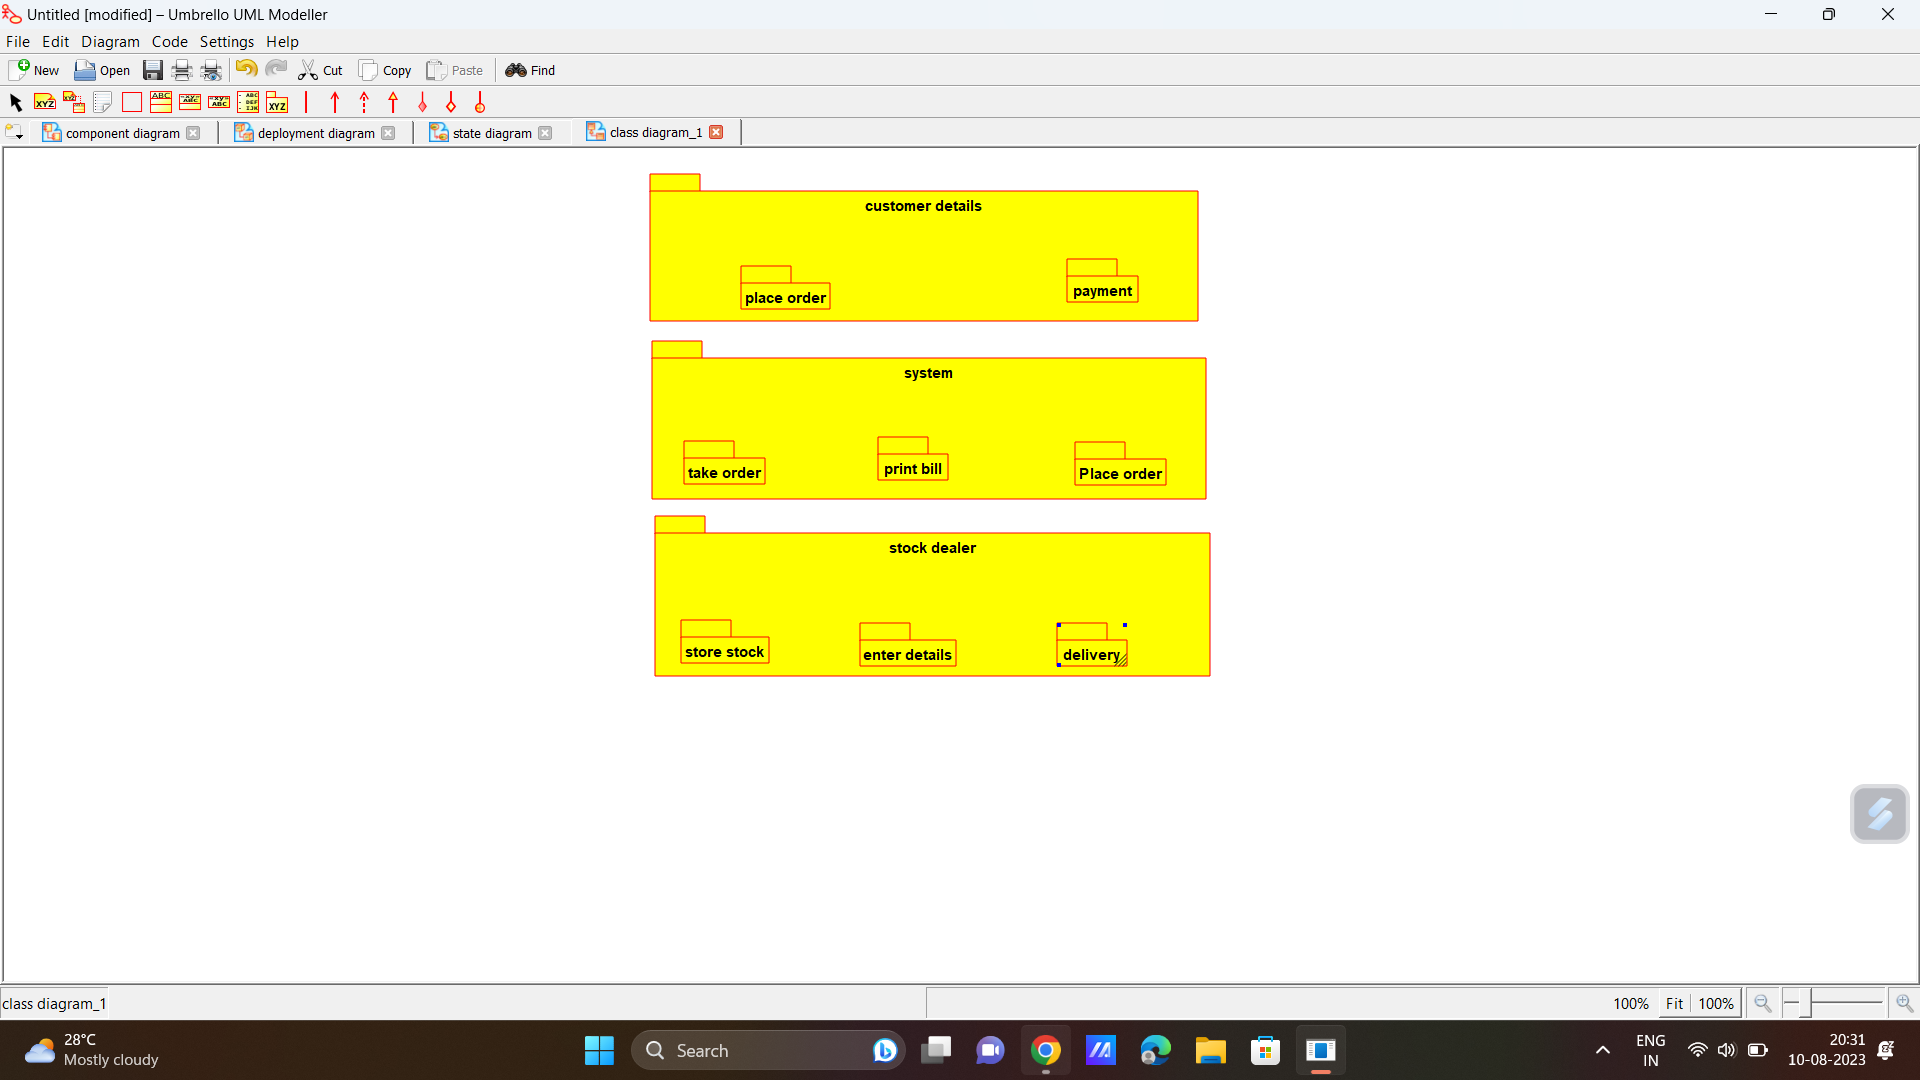 Untitled [modified] – Umbrello UML Modeller
File Edit Diagram Code Settings Help
New Open Cut Copy Paste Find
component diagram deployment diagram state diagram class diagram_1
customer details
place order payment
system
take order print bill Place order
stock dealer
store stock enter details delivery
class diagram_1 100% Fit 100%
28°C
Mostly cloudy
Search
ENG
IN
20:31
10-08-2023